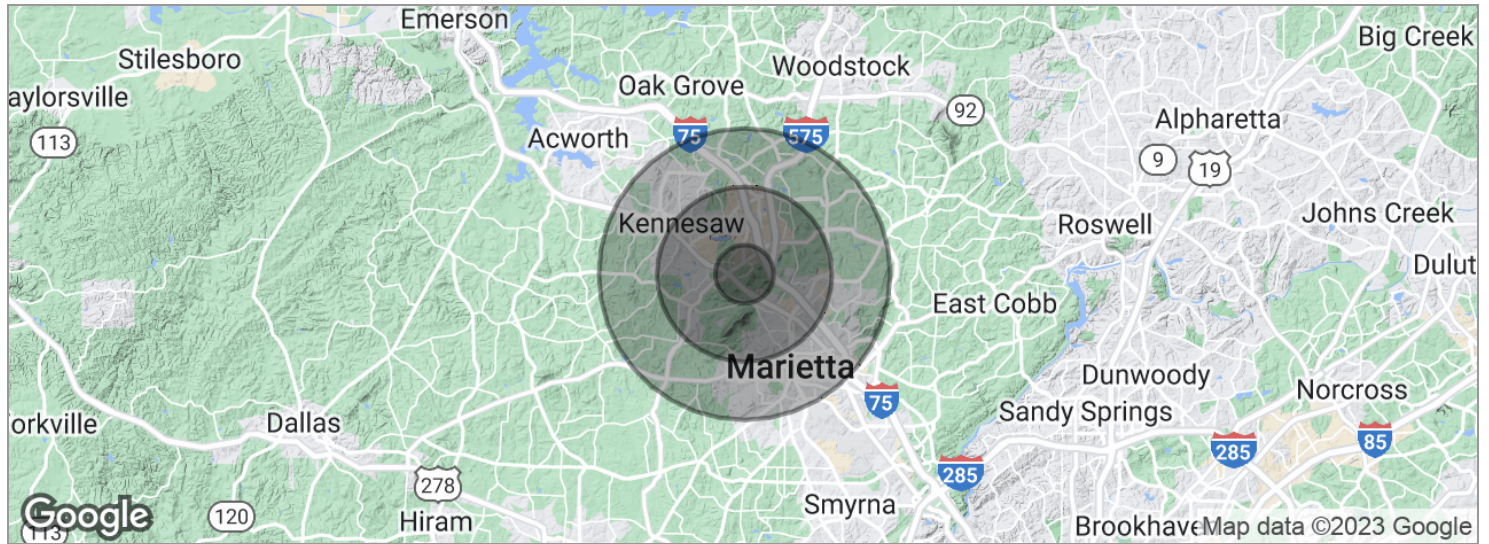 Emerson
Big Creek
Stilesboro
Woodstock
Oak Grove
aylorsville
92
Alpharetta
113
Acworth
75
575
9
19
Kennesaw
Roswell
Johns Creek
Dulut
East Cobb
Marietta
Dunwoody
Norcross
75
Sandy Springs
orkville
Dallas
285
85
285
278
Smyrna
Google
120
Hiram
113
Brookhave
Map data ©2023 Google